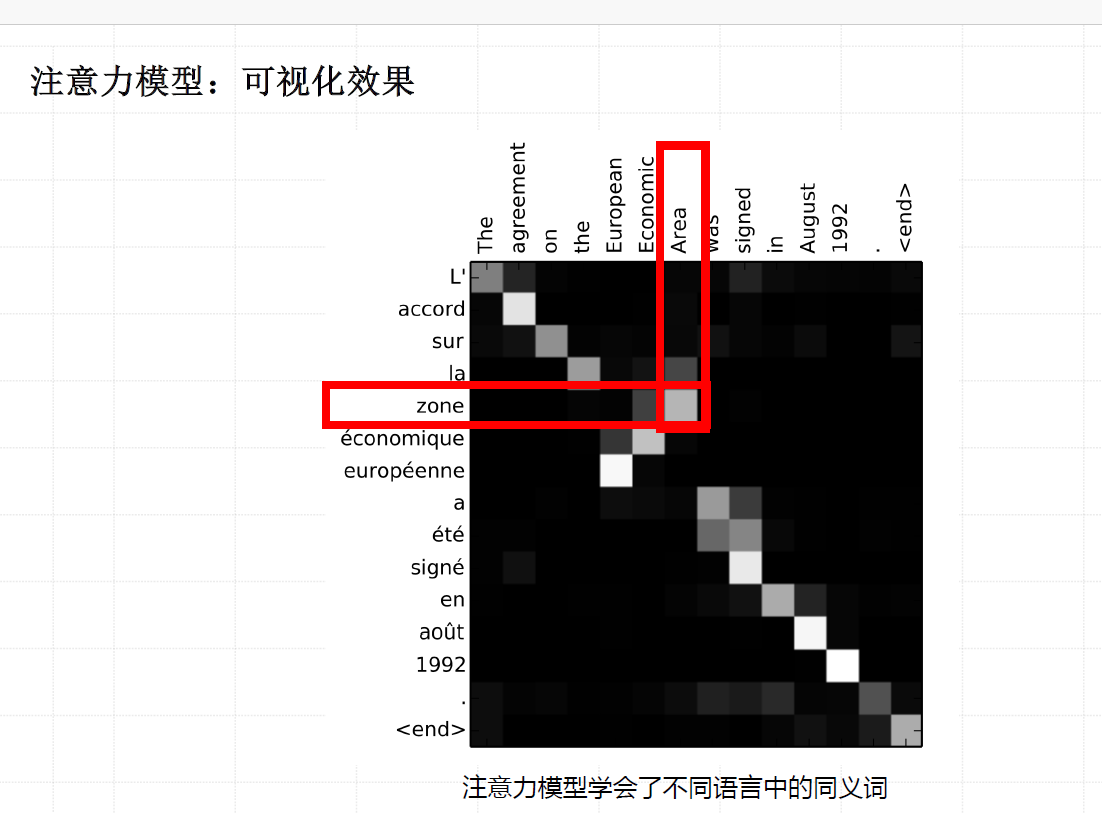 注意力模型：可视化效果
The agreement on the European Economic Area was signed in August 1992 . <end>
L'
accord
sur
la
zone
économique
européenne
a
été
signé
en
août
1992
.
<end>
注意力模型学会了不同语言中的同义词